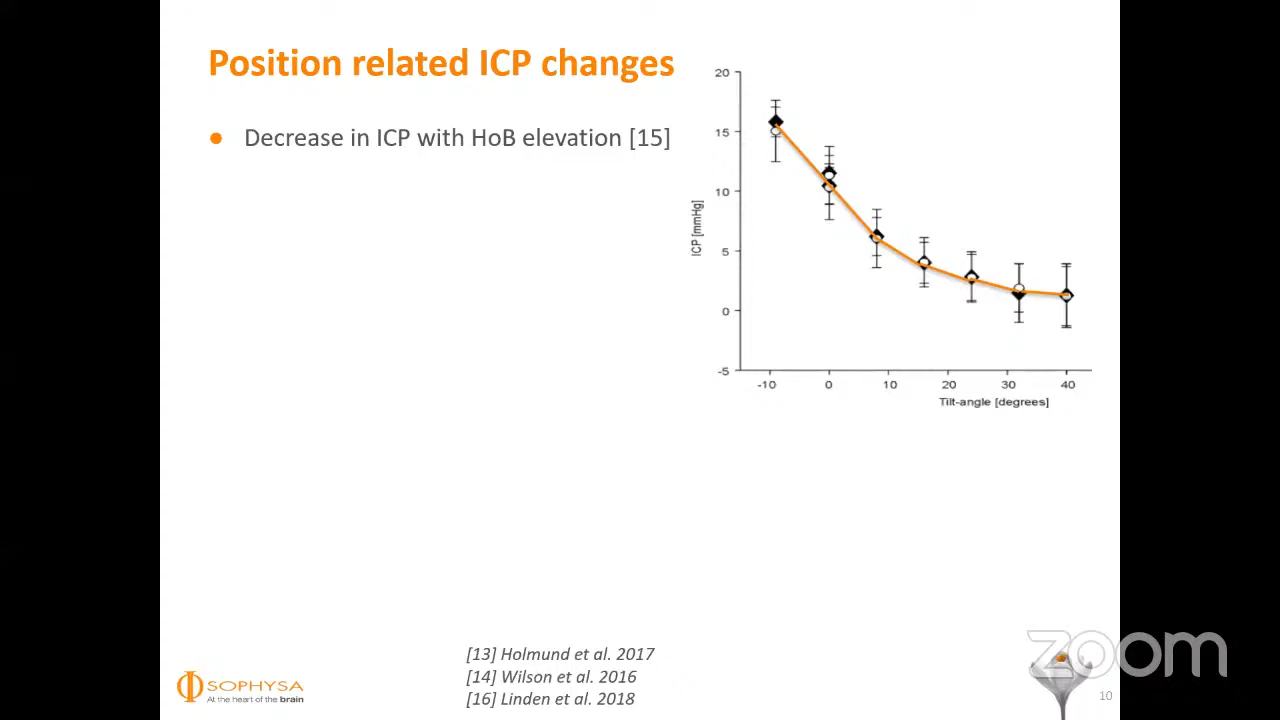 Position related ICP changes
● Decrease in ICP with HoB elevation [15]
20
15
10
5
0
-5
ICP [mmHg]
-10 0 10 20 30 40
Tilt-angle [degrees]
[13] Holmund et al. 2017
[14] Wilson et al. 2016
[16] Linden et al. 2018
SOPHYSA
At the heart of the brain
zoom
10